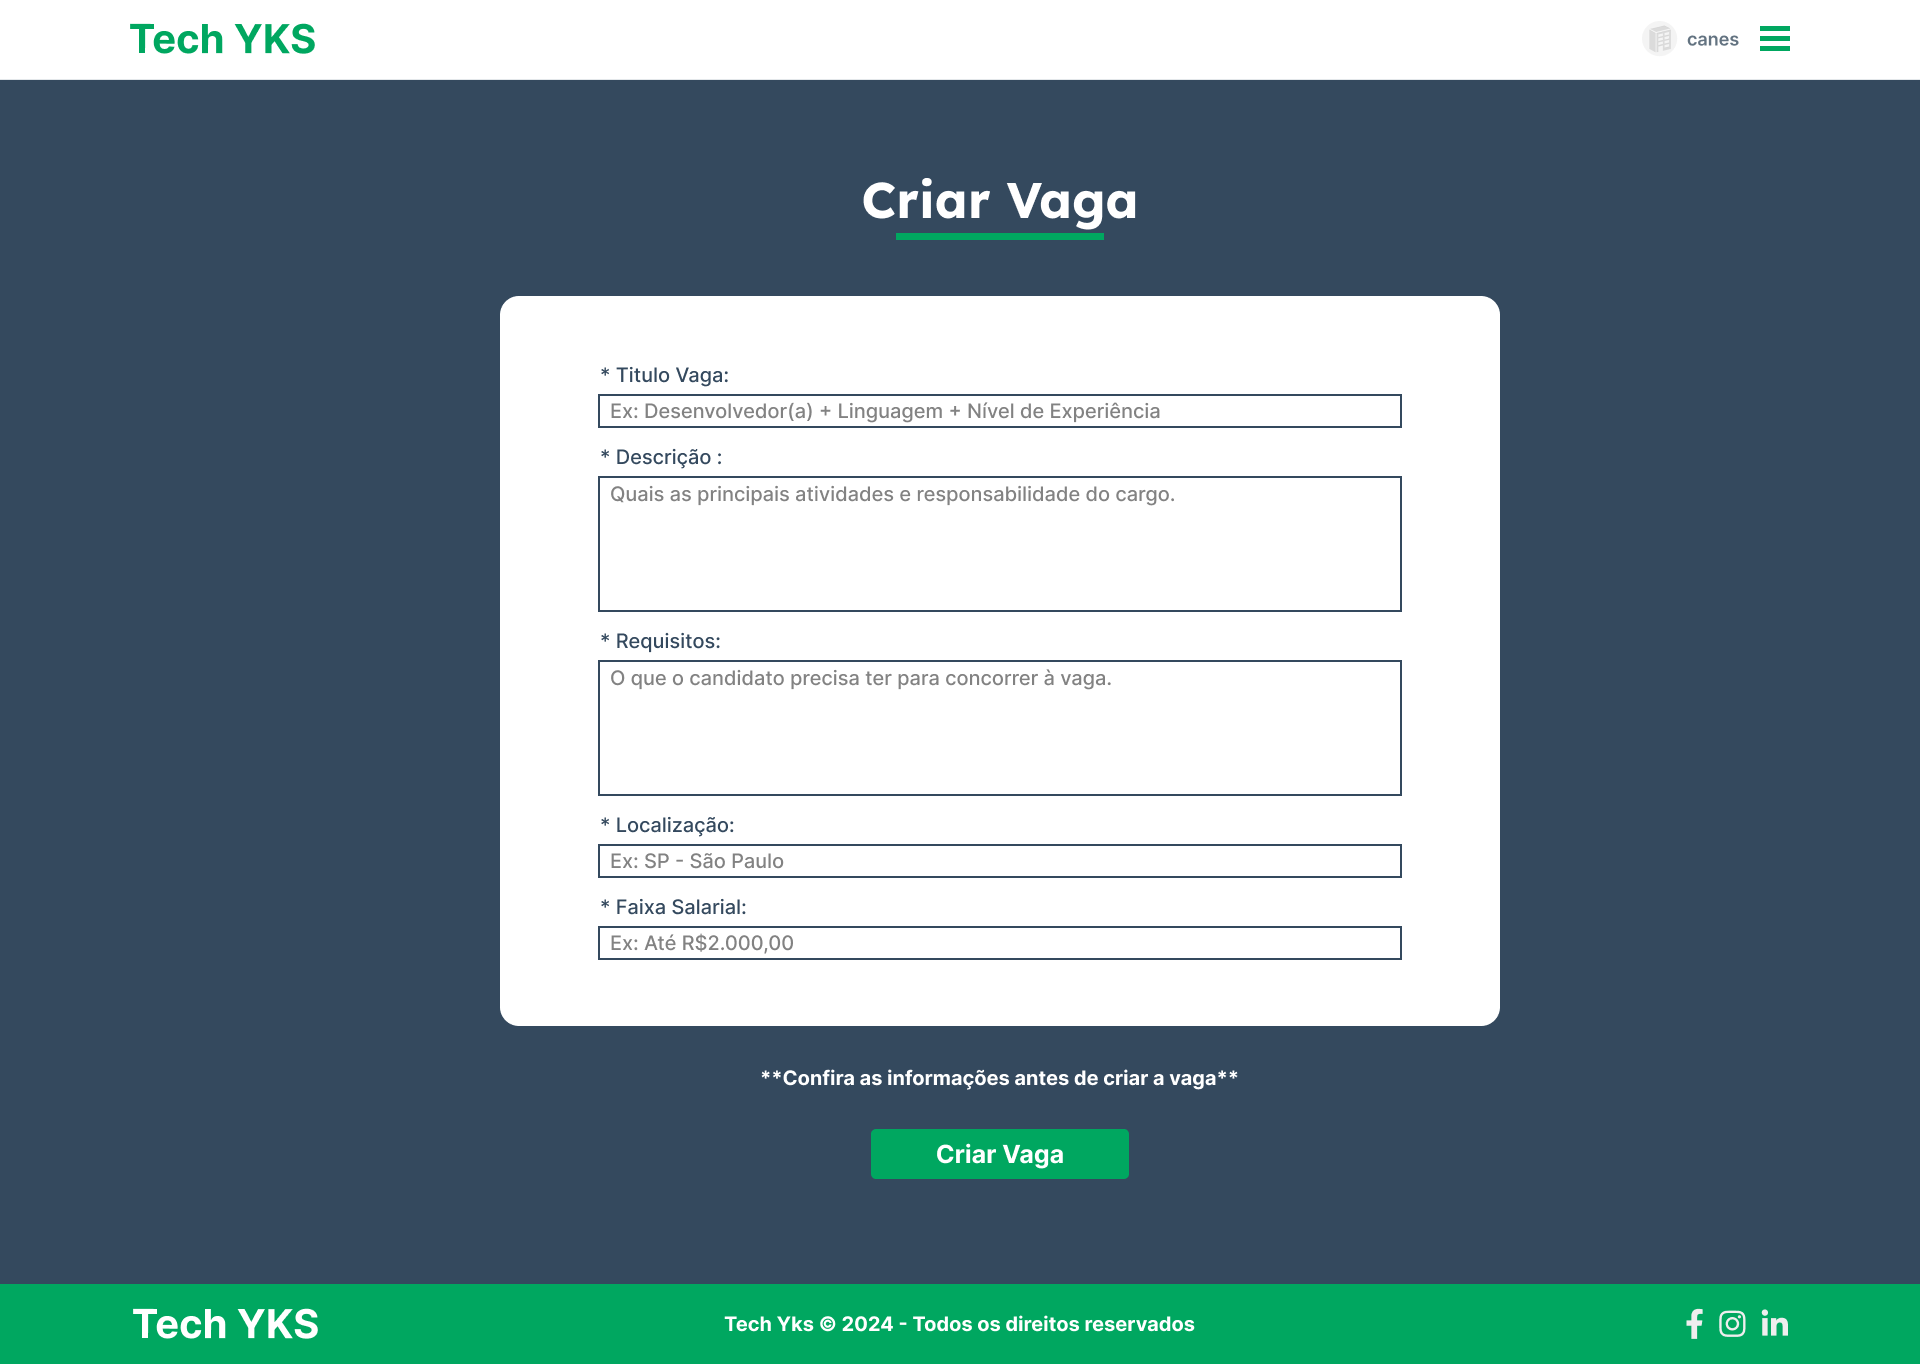 Tech YKS
canes
Criar Vaga
* Titulo Vaga:
Ex: Desenvolvedor(a) + Linguagem + Nível de Experiência
* Descrição :
Quais as principais atividades e responsabilidade do cargo.
* Requisitos:
O que o candidato precisa ter para concorrer à vaga.
* Localização:
Ex: SP - São Paulo
* Faixa Salarial:
Ex: Até R$2.000,00
**Confira as informações antes de criar a vaga**
Criar Vaga
Tech YKS
Tech Yks © 2024 - Todos os direitos reservados